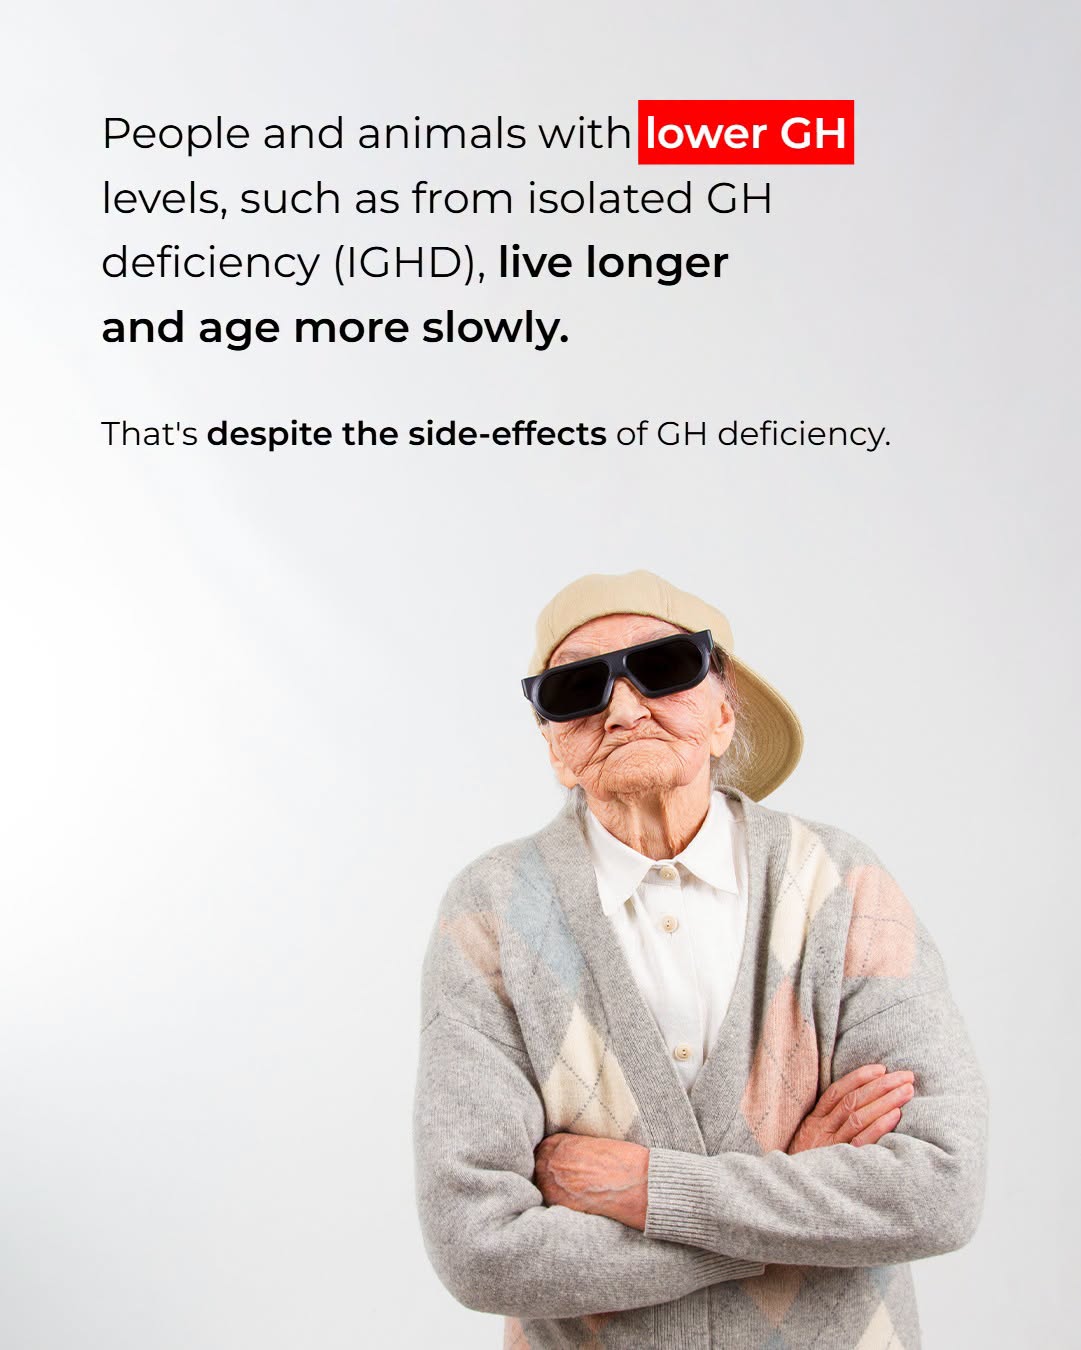 People and animals with lower GH
levels, such as from isolated GH
deficiency (IGHD), live longer
and age more slowly.
That's despite the side-effects of GH deficiency.